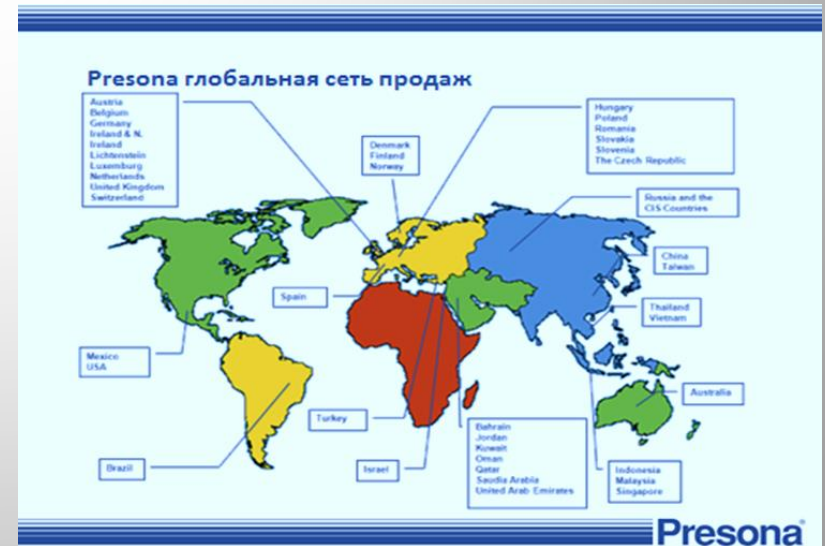 Presona глобальная сеть продаж
Austria
Belgium
Germany
Ireland & N.
Ireland
Lichtenstein
Luxemburg
Netherlands
United Kingdom
Switzerland
Denmark
Finland
Norway
Hungary
Poland
Romania
Slovakia
Slovenia
The Czech Republic
Russia and the
CIS Countries
China
Taiwan
Spain
Thailand
Vietnam
Mexico
USA
Australia
Turkey
Bahrain
Jordan
Kuwait
Oman
Qatar
Saudia Arabia
United Arab Emirates
Brazil
Israel
Indonesia
Malaysia
Singapore
Presona®